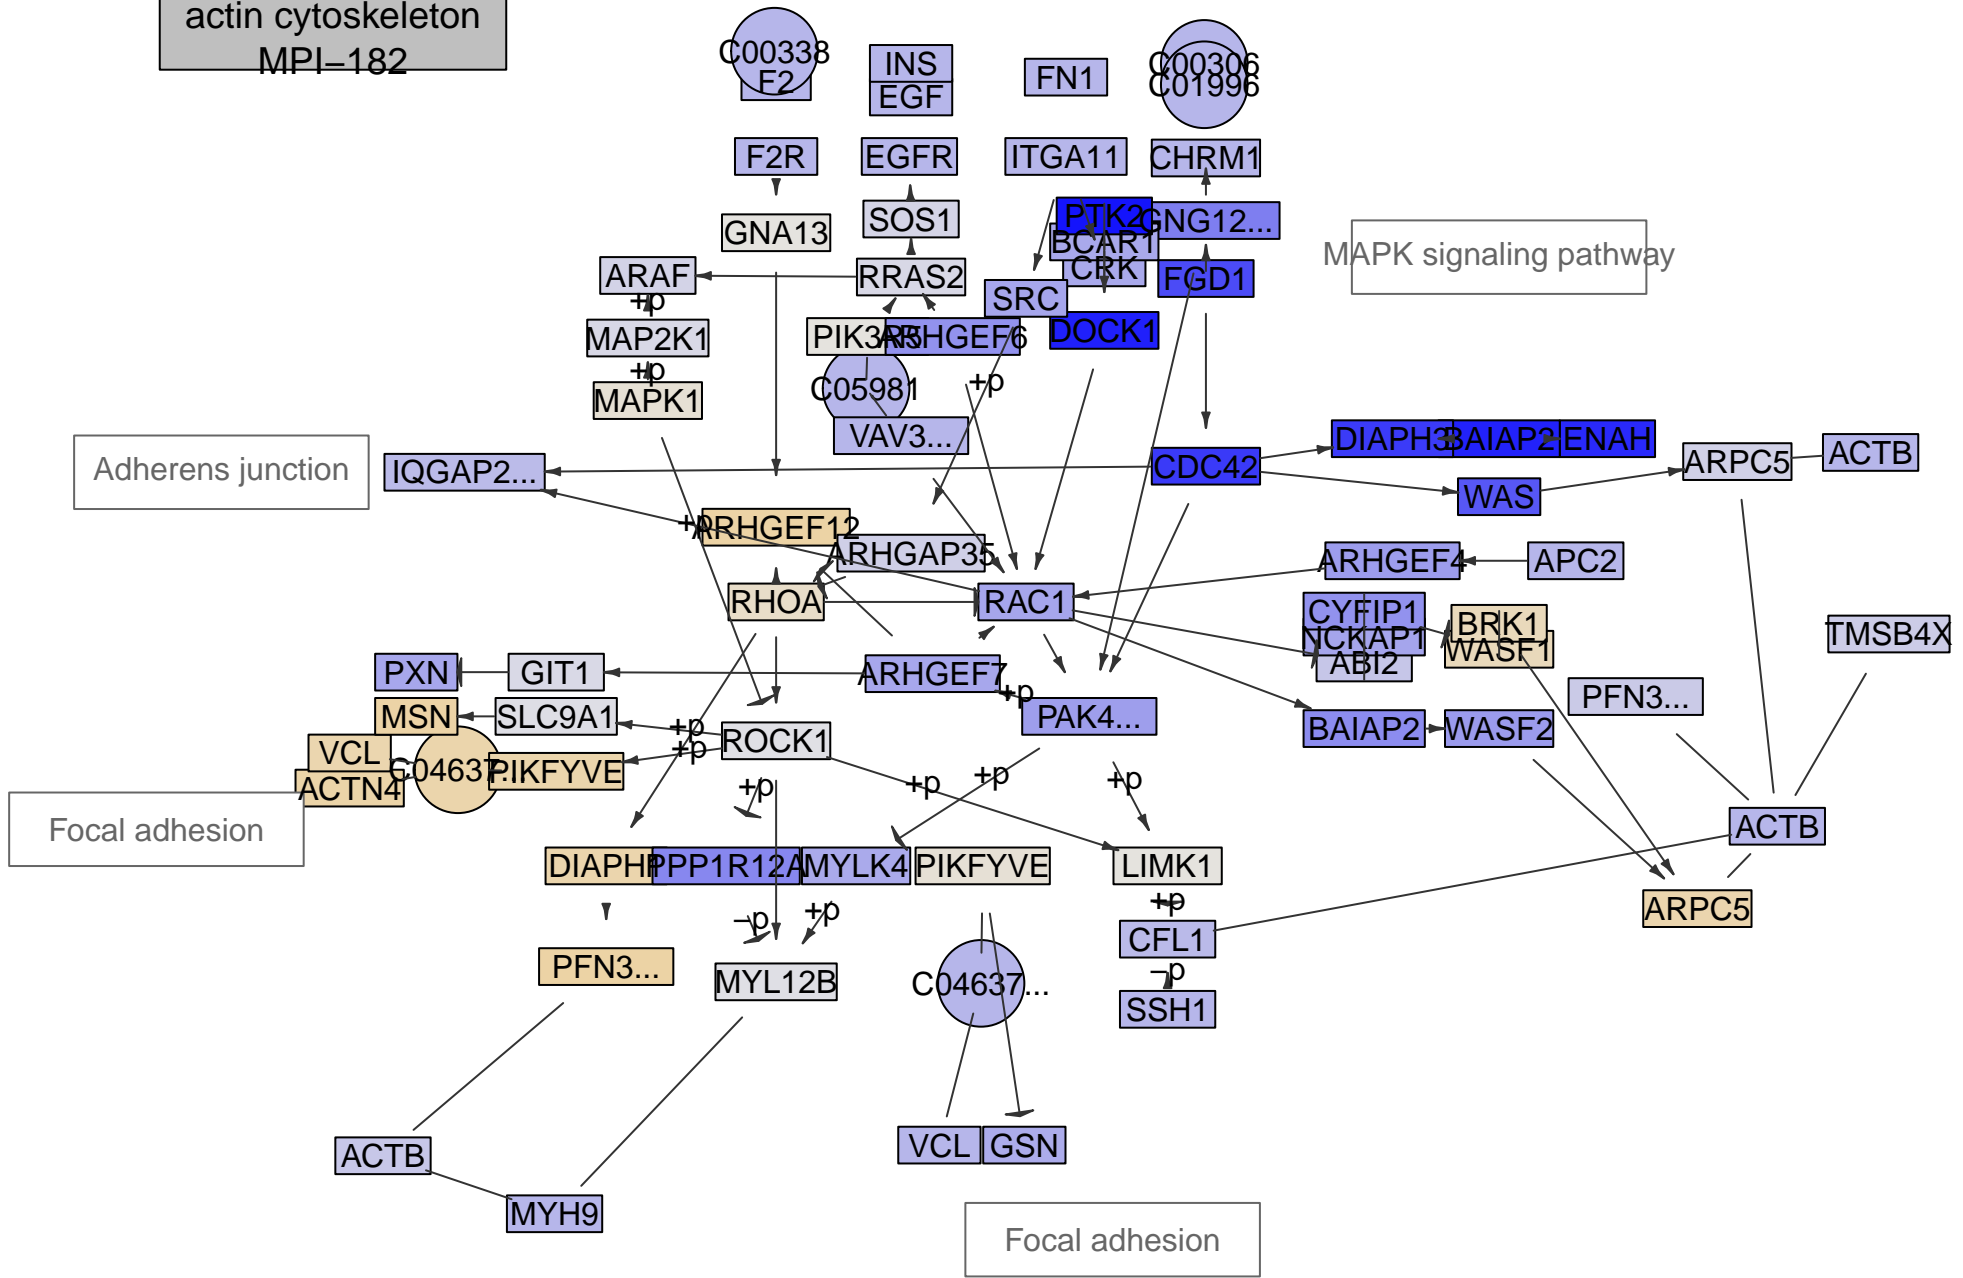 actin cytoskeleton
MPI−182
C00338
F2
INS
EGF
FN1
C00306
C01996
F2R
EGFR
ITGA11
CHRM1
GNA13
SOS1
PTK2
GNG12...
BCAR1
CRK
MAPK signaling pathway
ARAF
RRAS2
SRC
FGD1
+p
MAP2K1
ARHGEF6
DOCK1
+p
C05981
+p
MAPK1
VAV3...
Adherens junction
IQGAP2...
CDC42
DIAPH3
BAIAP2
ENAH
ARPC5
ACTB
WAS
+p
ARHGEF12
ARHGAP35
ARHGEF4
APC2
RHOA
RAC1
CYFIP1
NCKAP1
ABI2
BRK1
WASF1
TMSB4X
PXN
GIT1
ARHGEF7
+p
PFN3...
MSN
SLC9A1
+p
PAK4...
BAIAP2
WASF2
ROCK1
+p
VCL
C04637...
PIKFYVE
ACTN4
+p
+p
+p
+p
Focal adhesion
ACTB
PPP1R12A
MYLK4
PIKFYVE
LIMK1
−p
+p
+p
ARPC5
CFL1
PFN3...
MYL12B
C04637...
−p
SSH1
ACTB
VCL
GSN
MYH9
Focal adhesion